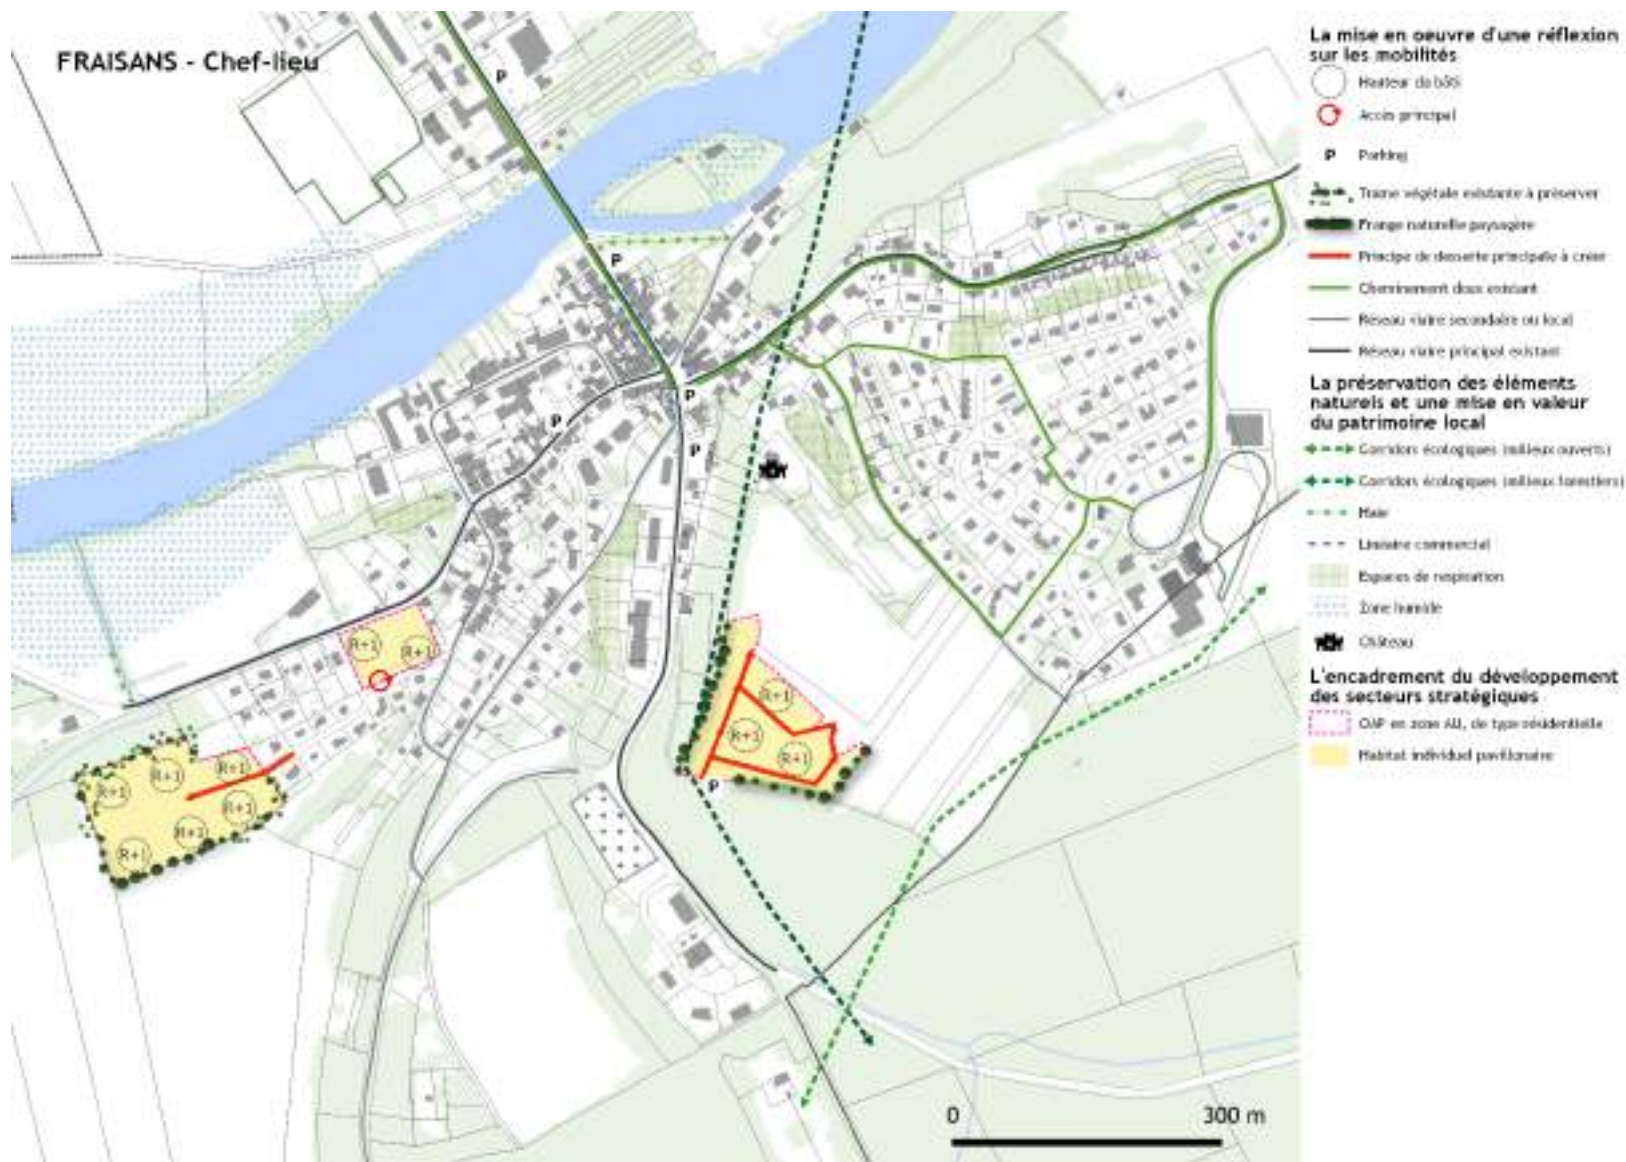 FRAISANS - Chef-lieu
La mise en oeuvre d'une réflexion
sur les mobilités
Hauteur du bâti
Accès principal
P Parking
Trame végétale existante à préserver
Frange naturelle paysagère
Principe de desserte principale à créer
Cheminement doux existant
Réseau viaire secondaire ou local
Réseau viaire principal existant
La préservation des éléments
naturels et une mise en valeur
du patrimoine local
Corridors écologiques (milieux ouverts)
Corridors écologiques (milieux forestiers)
Haie
Linéaire commercial
Espaces de respiration
Zone humide
Château
L'encadrement du développement
des secteurs stratégiques
OAP en zone AU, de type résidentielle
Habitat individuel pavillonaire
P
P
P
P
P
R+1
R+1
R+1
R+1
R+1
R+1
R+1
R+1
R+1
R+1
R+1
P
0 300 m